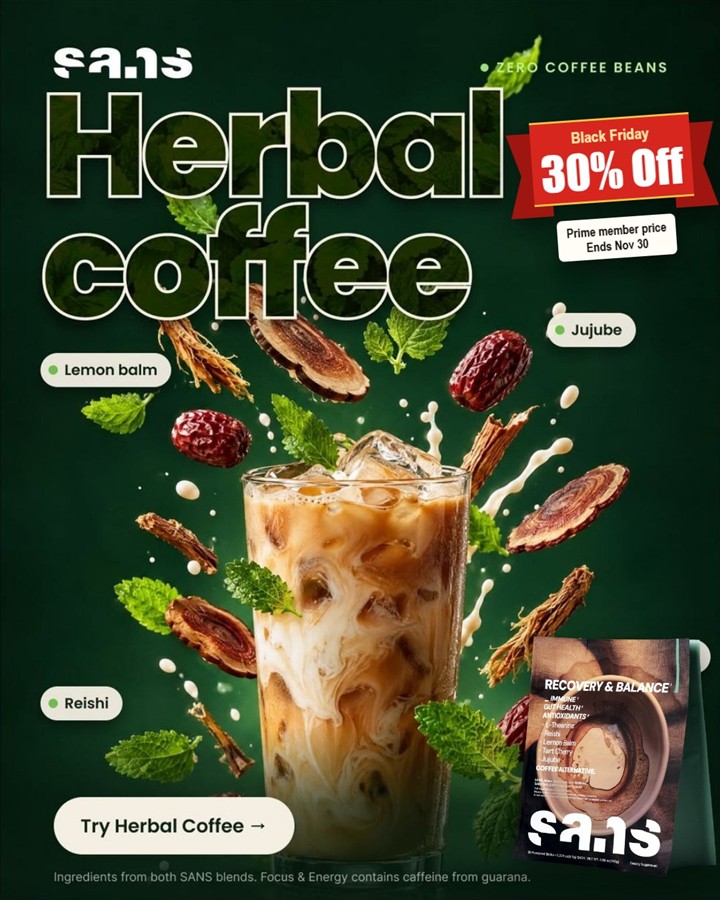 sans
ZERO COFFEE BEANS
Herbal
coffee
Black Friday
30% Off
Prime member price
Ends Nov 30
Jujube
Lemon balm
Reishi
RECOVERY & BALANCE
IMMUNE
GUT HEALTH
ANTIOXIDANTS
L-Theanine
Reishi
Lemon Balm
Tart Cherry
Jujube
COFFEE ALTERNATIVE.
sans
Try Herbal Coffee →
Ingredients from both SANS blends. Focus & Energy contains caffeine from guarana.